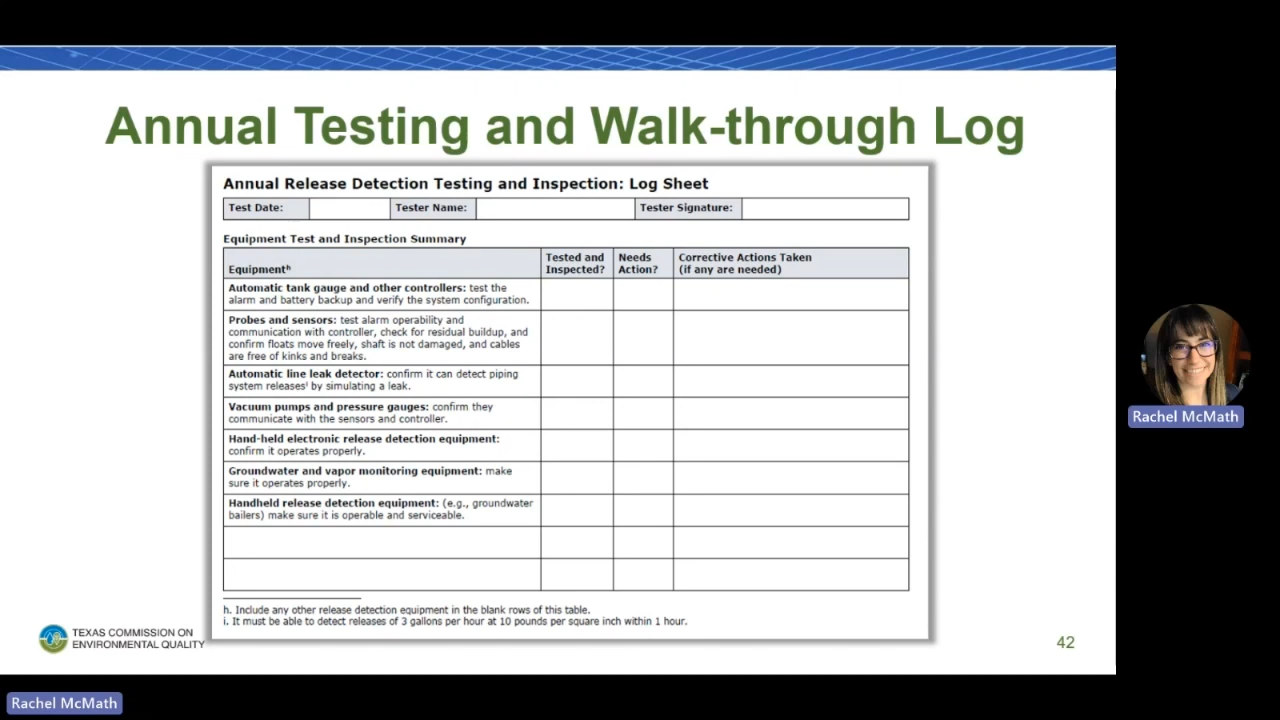 Annual Testing and Walk-through Log
Annual Release Detection Testing and Inspection: Log Sheet
Test Date:
Tester Name:
Tester Signature:
Equipment Test and Inspection Summary
Equipmentʰ
Tested and
Inspected?
Needs
Action?
Corrective Actions Taken
(if any are needed)
Automatic tank gauge and other controllers: test the
alarm and battery backup and verify the system configuration.
Probes and sensors: test alarm operability and
communication with controller, check for residual buildup, and
confirm floats move freely, shaft is not damaged, and cables
are free of kinks and breaks.
Automatic line leak detector: confirm it can detect piping
system releasesⁱ by simulating a leak.
Vacuum pumps and pressure gauges: confirm they
communicate with the sensors and controller.
Hand-held electronic release detection equipment:
confirm it operates properly.
Groundwater and vapor monitoring equipment: make
sure it operates properly.
Handheld release detection equipment: (e.g., groundwater
bailers) make sure it is operable and serviceable.
h. Include any other release detection equipment in the blank rows of this table.
i. It must be able to detect releases of 3 gallons per hour at 10 pounds per square inch within 1 hour.
TEXAS COMMISSION ON
ENVIRONMENTAL QUALITY
42
Rachel McMath
Rachel McMath